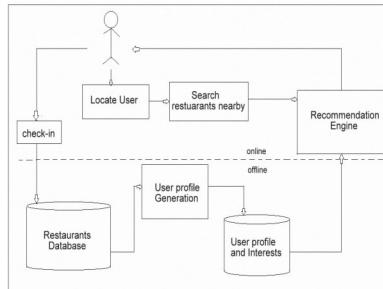 Locate User
Search
restuarants nearby
Recommendation
Engine
check-in
online
offline
User profile
Generation
Restaurants
Database
User profile
and Interests